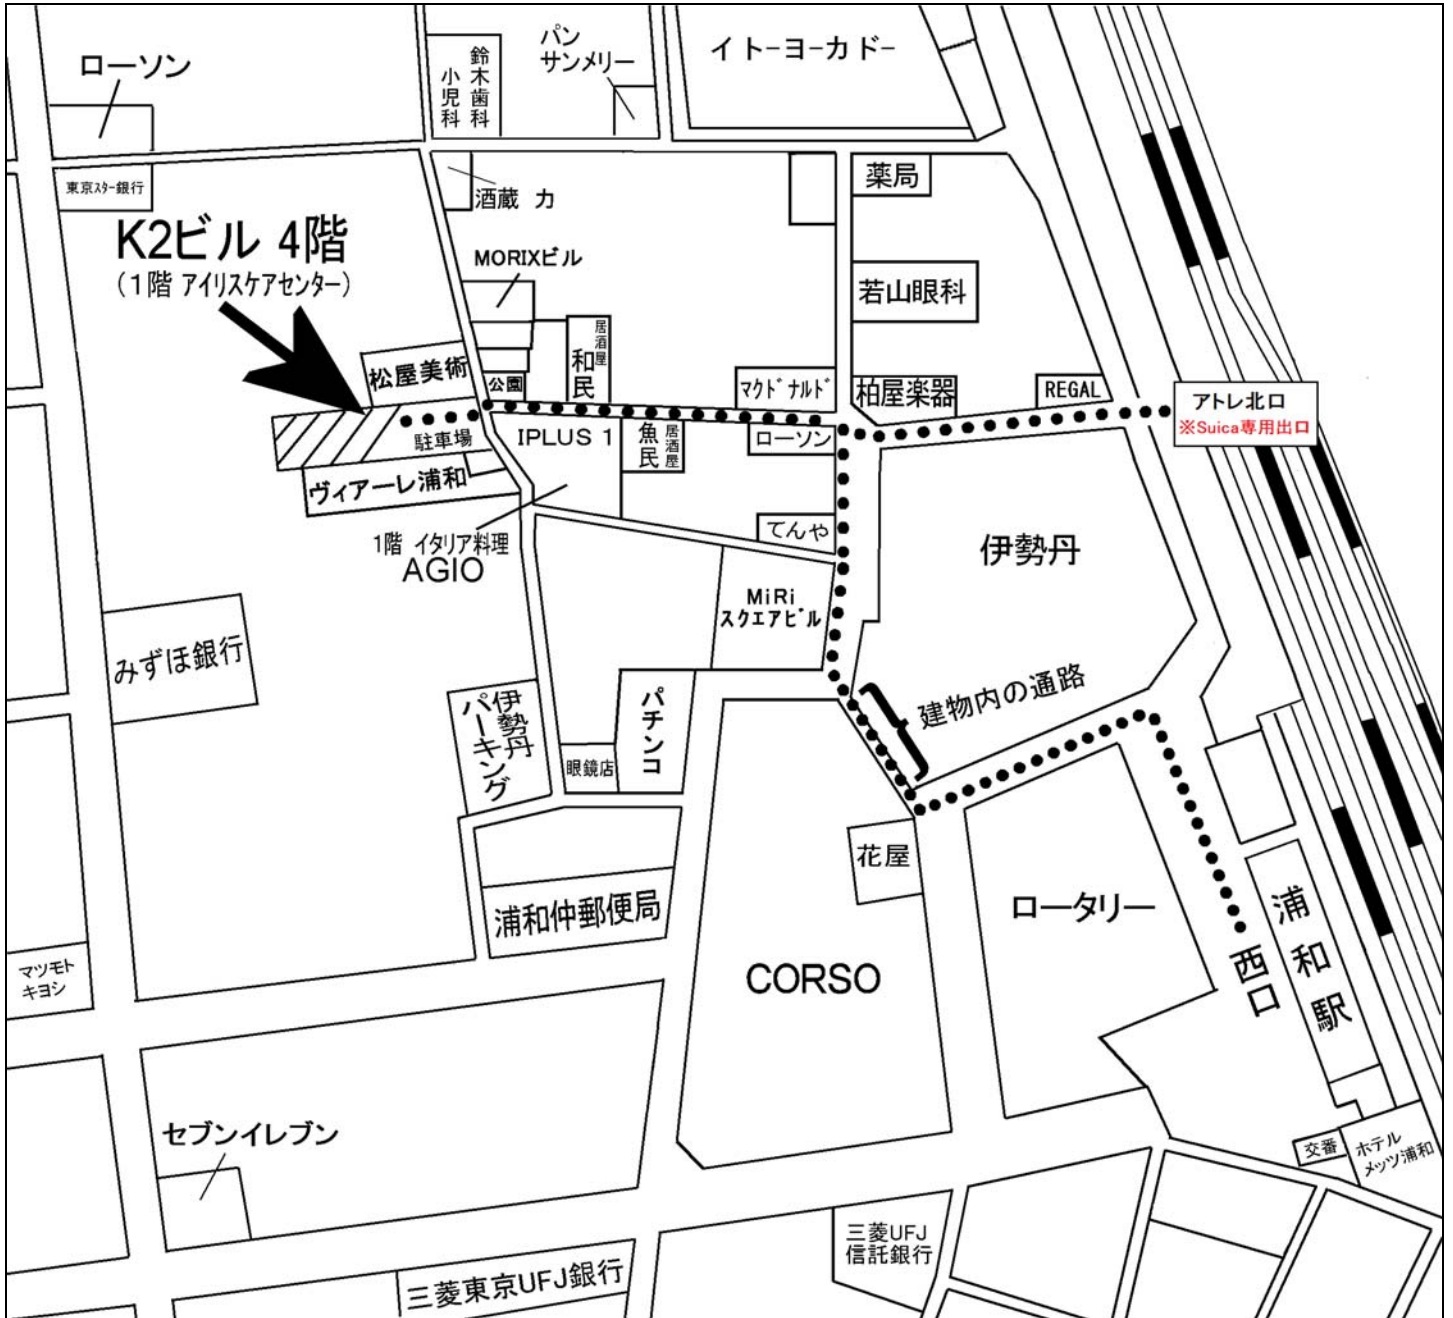 ローソン
鈴木歯科
小児科
パン
サンメリー
イトーヨーカドー
東京スター銀行
酒蔵 力
薬局
K2ビル 4階
(1階 アイリスケアセンター)
MORIXビル
若山眼科
松屋美術
公園
居酒屋
和民
マクドナルド
柏屋楽器
REGAL
アトレ北口
※Suica専用出口
駐車場
IPLUS 1
居酒屋
魚民
ローソン
ヴィアーレ浦和
てんや
1階 イタリア料理
AGIO
伊勢丹
MiRi
スクエアビル
みずほ銀行
伊勢丹
パーキング
パチンコ
眼鏡店
建物内の通路
花屋
浦和仲郵便局
ロータリー
浦和駅
西口
マツモト
キヨシ
CORSO
セブンイレブン
交番
ホテル
メッツ浦和
三菱UFJ
信託銀行
三菱東京UFJ銀行